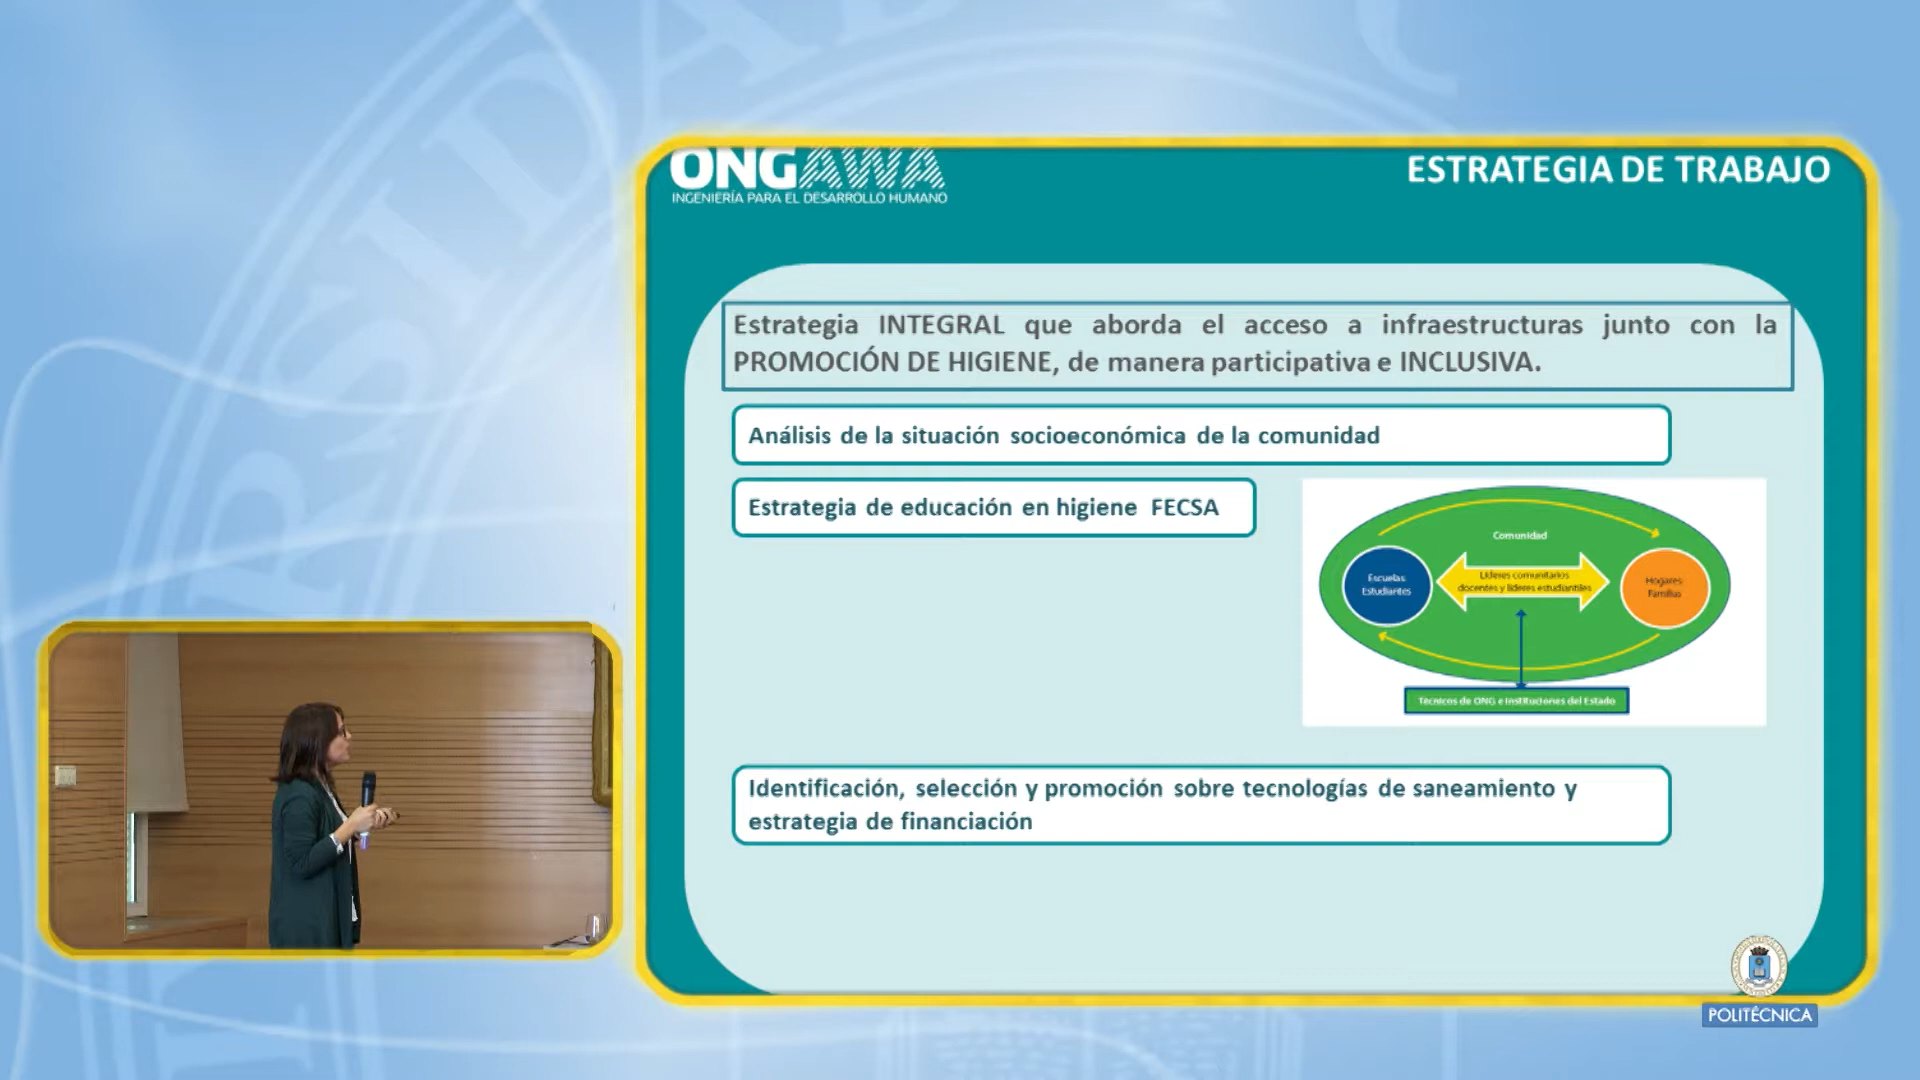 ONGAWA
INGENIERÍA PARA EL DESARROLLO HUMANO
ESTRATEGIA DE TRABAJO
Estrategia INTEGRAL que aborda el acceso a infraestructuras junto con la
PROMOCIÓN DE HIGIENE, de manera participativa e INCLUSIVA.
Análisis de la situación socioeconómica de la comunidad
Estrategia de educación en higiene FECSA
Comunidad
Escuelas
Estudiantes
Líderes comunitarios
docentes y líderes estudiantiles
Hogares
Familias
Técnicos de ONG e Instituciones del Estado
Identificación, selección y promoción sobre tecnologías de saneamiento y
estrategia de financiación
POLITÉCNICA